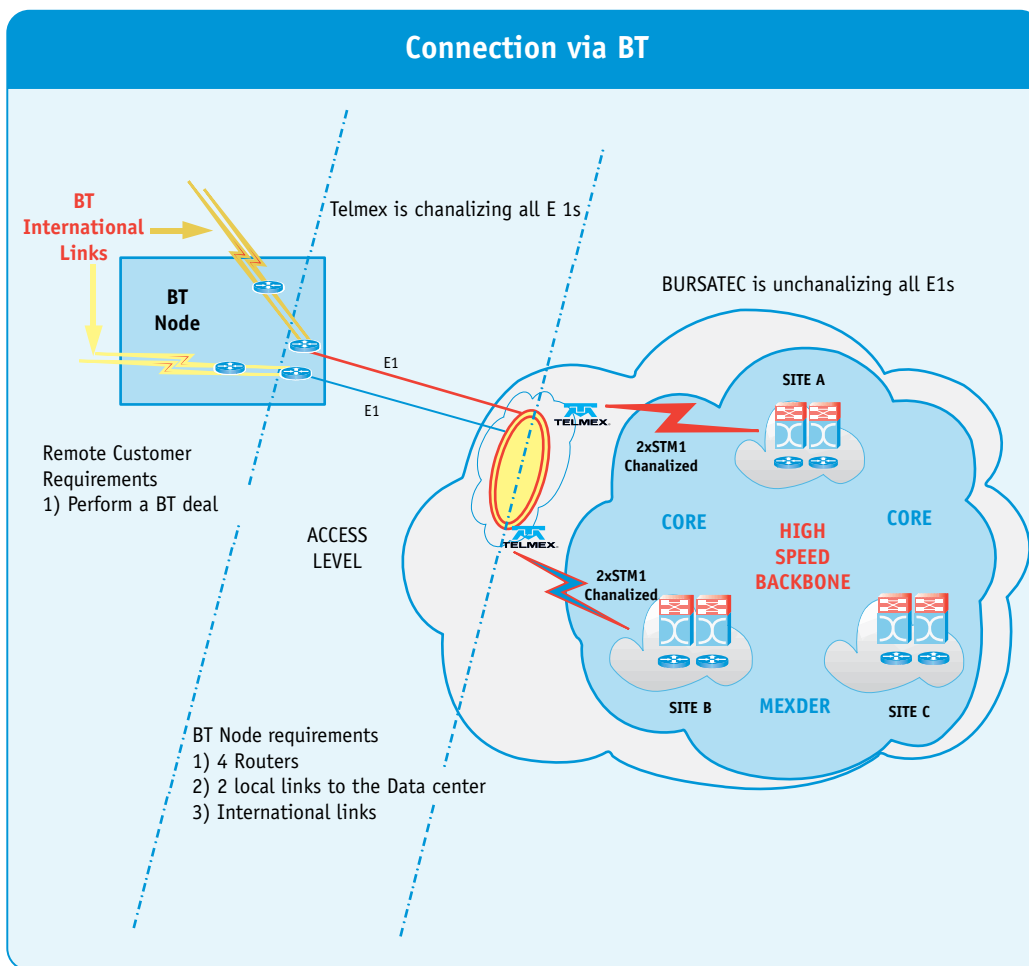 Connection via BT
BT
International
Links
Telmex is chanalizing all E 1s
BT
Node
BURSATEC is unchanalizing all E1s
E1
E1
SITE A
TELMEX®
2xSTM1
Chanalized
Remote Customer
Requirements
1) Perform a BT deal
ACCESS
LEVEL
CORE
HIGH
SPEED
BACKBONE
CORE
TELMEX®
2xSTM1
Chanalized
SITE B
MEXDER
SITE C
BT Node requirements
1) 4 Routers
2) 2 local links to the Data center
3) International links